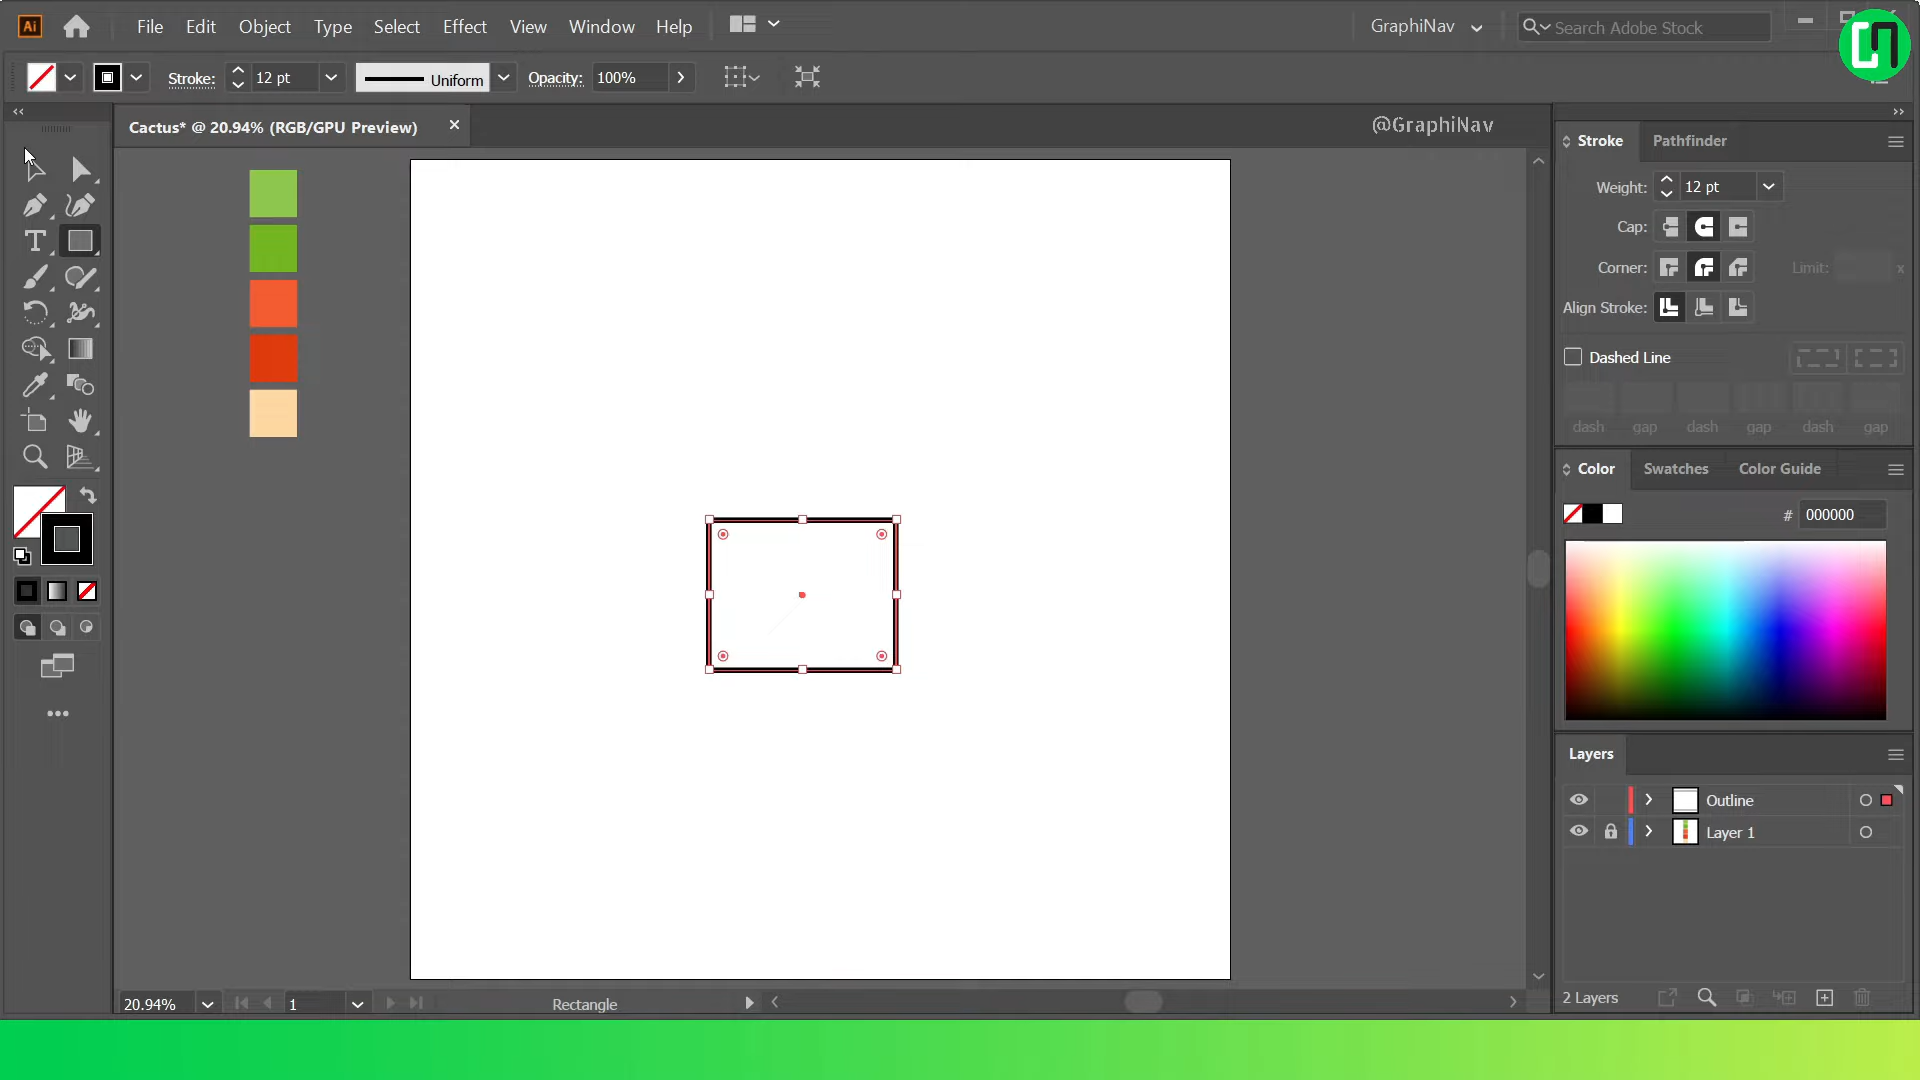 Ai File Edit Object Type Select Effect View Window Help GraphiNav Search Adobe Stock
Stroke: 12 pt Uniform Opacity: 100%
Cactus* @ 20.94% (RGB/GPU Preview) ×
@GraphiNav
Stroke Pathfinder
Weight: 12 pt
Cap:
Corner: Limit: x
Align Stroke:
Dashed Line
dash gap dash gap dash gap
Color Swatches Color Guide
# 000000
Layers
Outline
Layer 1
2 Layers
20.94% 1 Rectangle